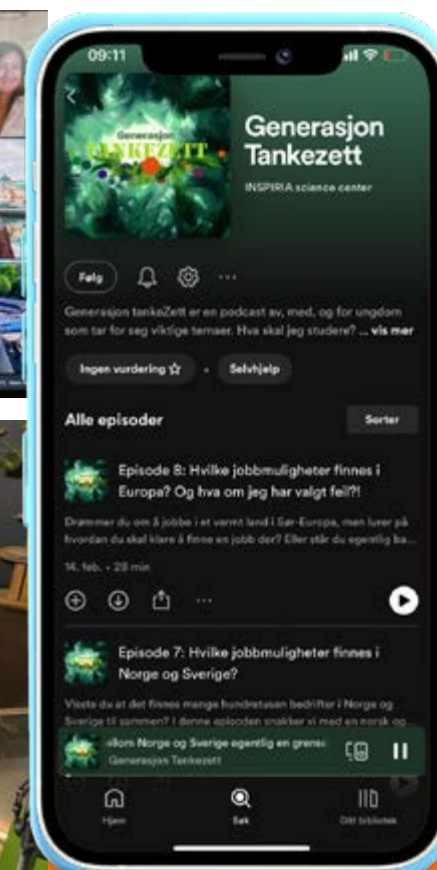 09:11
Generasjon
TANKEZETT
Generasjon
Tankezett
INSPIRIA science center
Følg
Generasjon tankeZett er en podcast av, med, og for ungdom
som tar for seg viktige temaer. Hva skal jeg studere? ... vis mer
Ingen vurdering
Selvhjelp
Alle episoder
Sorter
Episode 8: Hvilke jobbmuligheter finnes i
Europa? Og hva om jeg har valgt feil?!
Drømmer du om å jobbe i et varmt land i Sør-Europa, men lurer på
hvordan du skal klare å finne en jobb der? Eller står du egentlig ba...
14. feb. • 28 min
Episode 7: Hvilke jobbmuligheter finnes i
Norge og Sverige?
Visste du at det finnes mange hundretusen bedrifter i Norge og
Sverige til sammen? I denne episoden snakker vi med en norsk og...
ellom Norge og Sverige egentlig en grense
Generasjon Tankezett
Hjem
Søk
Ditt bibliotek